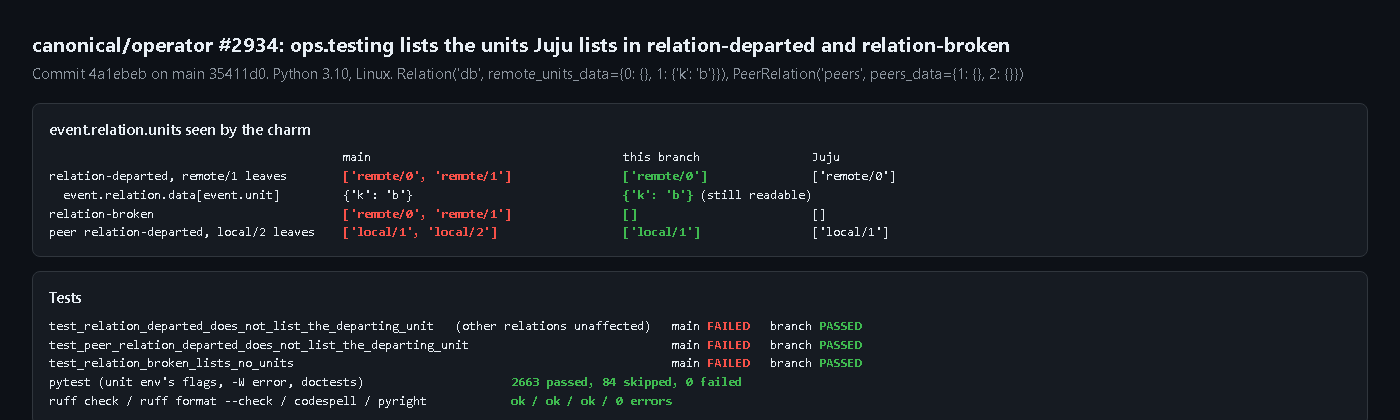 canonical/operator #2934: ops.testing lists the units Juju lists in relation-departed and relation-broken
Commit 4a1ebeb on main 35411d0. Python 3.10, Linux. Relation('db', remote_units_data={0: {}, 1: {'k': 'b'}}), PeerRelation('peers', peers_data={1: {}, 2: {}})
event.relation.units seen by the charm
main this branch Juju
relation-departed, remote/1 leaves ['remote/0', 'remote/1'] ['remote/0'] ['remote/0']
event.relation.data[event.unit] {'k': 'b'} {'k': 'b'} (still readable)
relation-broken ['remote/0', 'remote/1'] [] []
peer relation-departed, local/2 leaves ['local/1', 'local/2'] ['local/1'] ['local/1']
Tests
test_relation_departed_does_not_list_the_departing_unit (other relations unaffected) main FAILED branch PASSED
test_peer_relation_departed_does_not_list_the_departing_unit main FAILED branch PASSED
test_relation_broken_lists_no_units main FAILED branch PASSED
pytest (unit env's flags, -W error, doctests) 2663 passed, 84 skipped, 0 failed
ruff check / ruff format --check / codespell / pyright ok / ok / ok / 0 errors